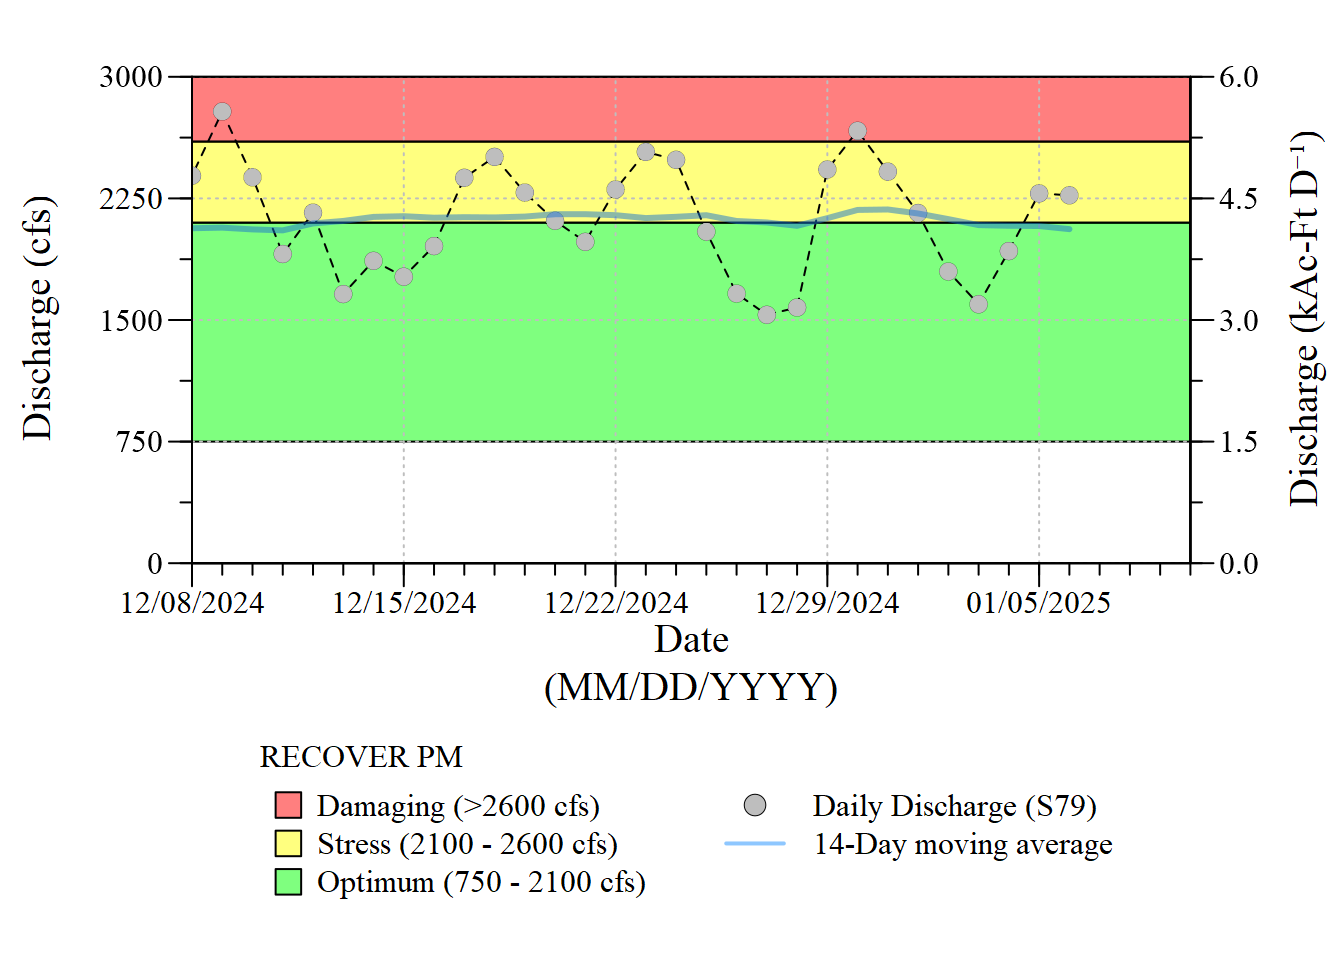 3000
2250
1500
750
0
Discharge (cfs)
6.0
4.5
3.0
1.5
0.0
Discharge (kAc-Ft D⁻¹)
12/08/2024 12/15/2024 12/22/2024 12/29/2024 01/05/2025
Date
(MM/DD/YYYY)
RECOVER PM
Damaging (>2600 cfs)
Stress (2100 - 2600 cfs)
Optimum (750 - 2100 cfs)
Daily Discharge (S79)
14-Day moving average